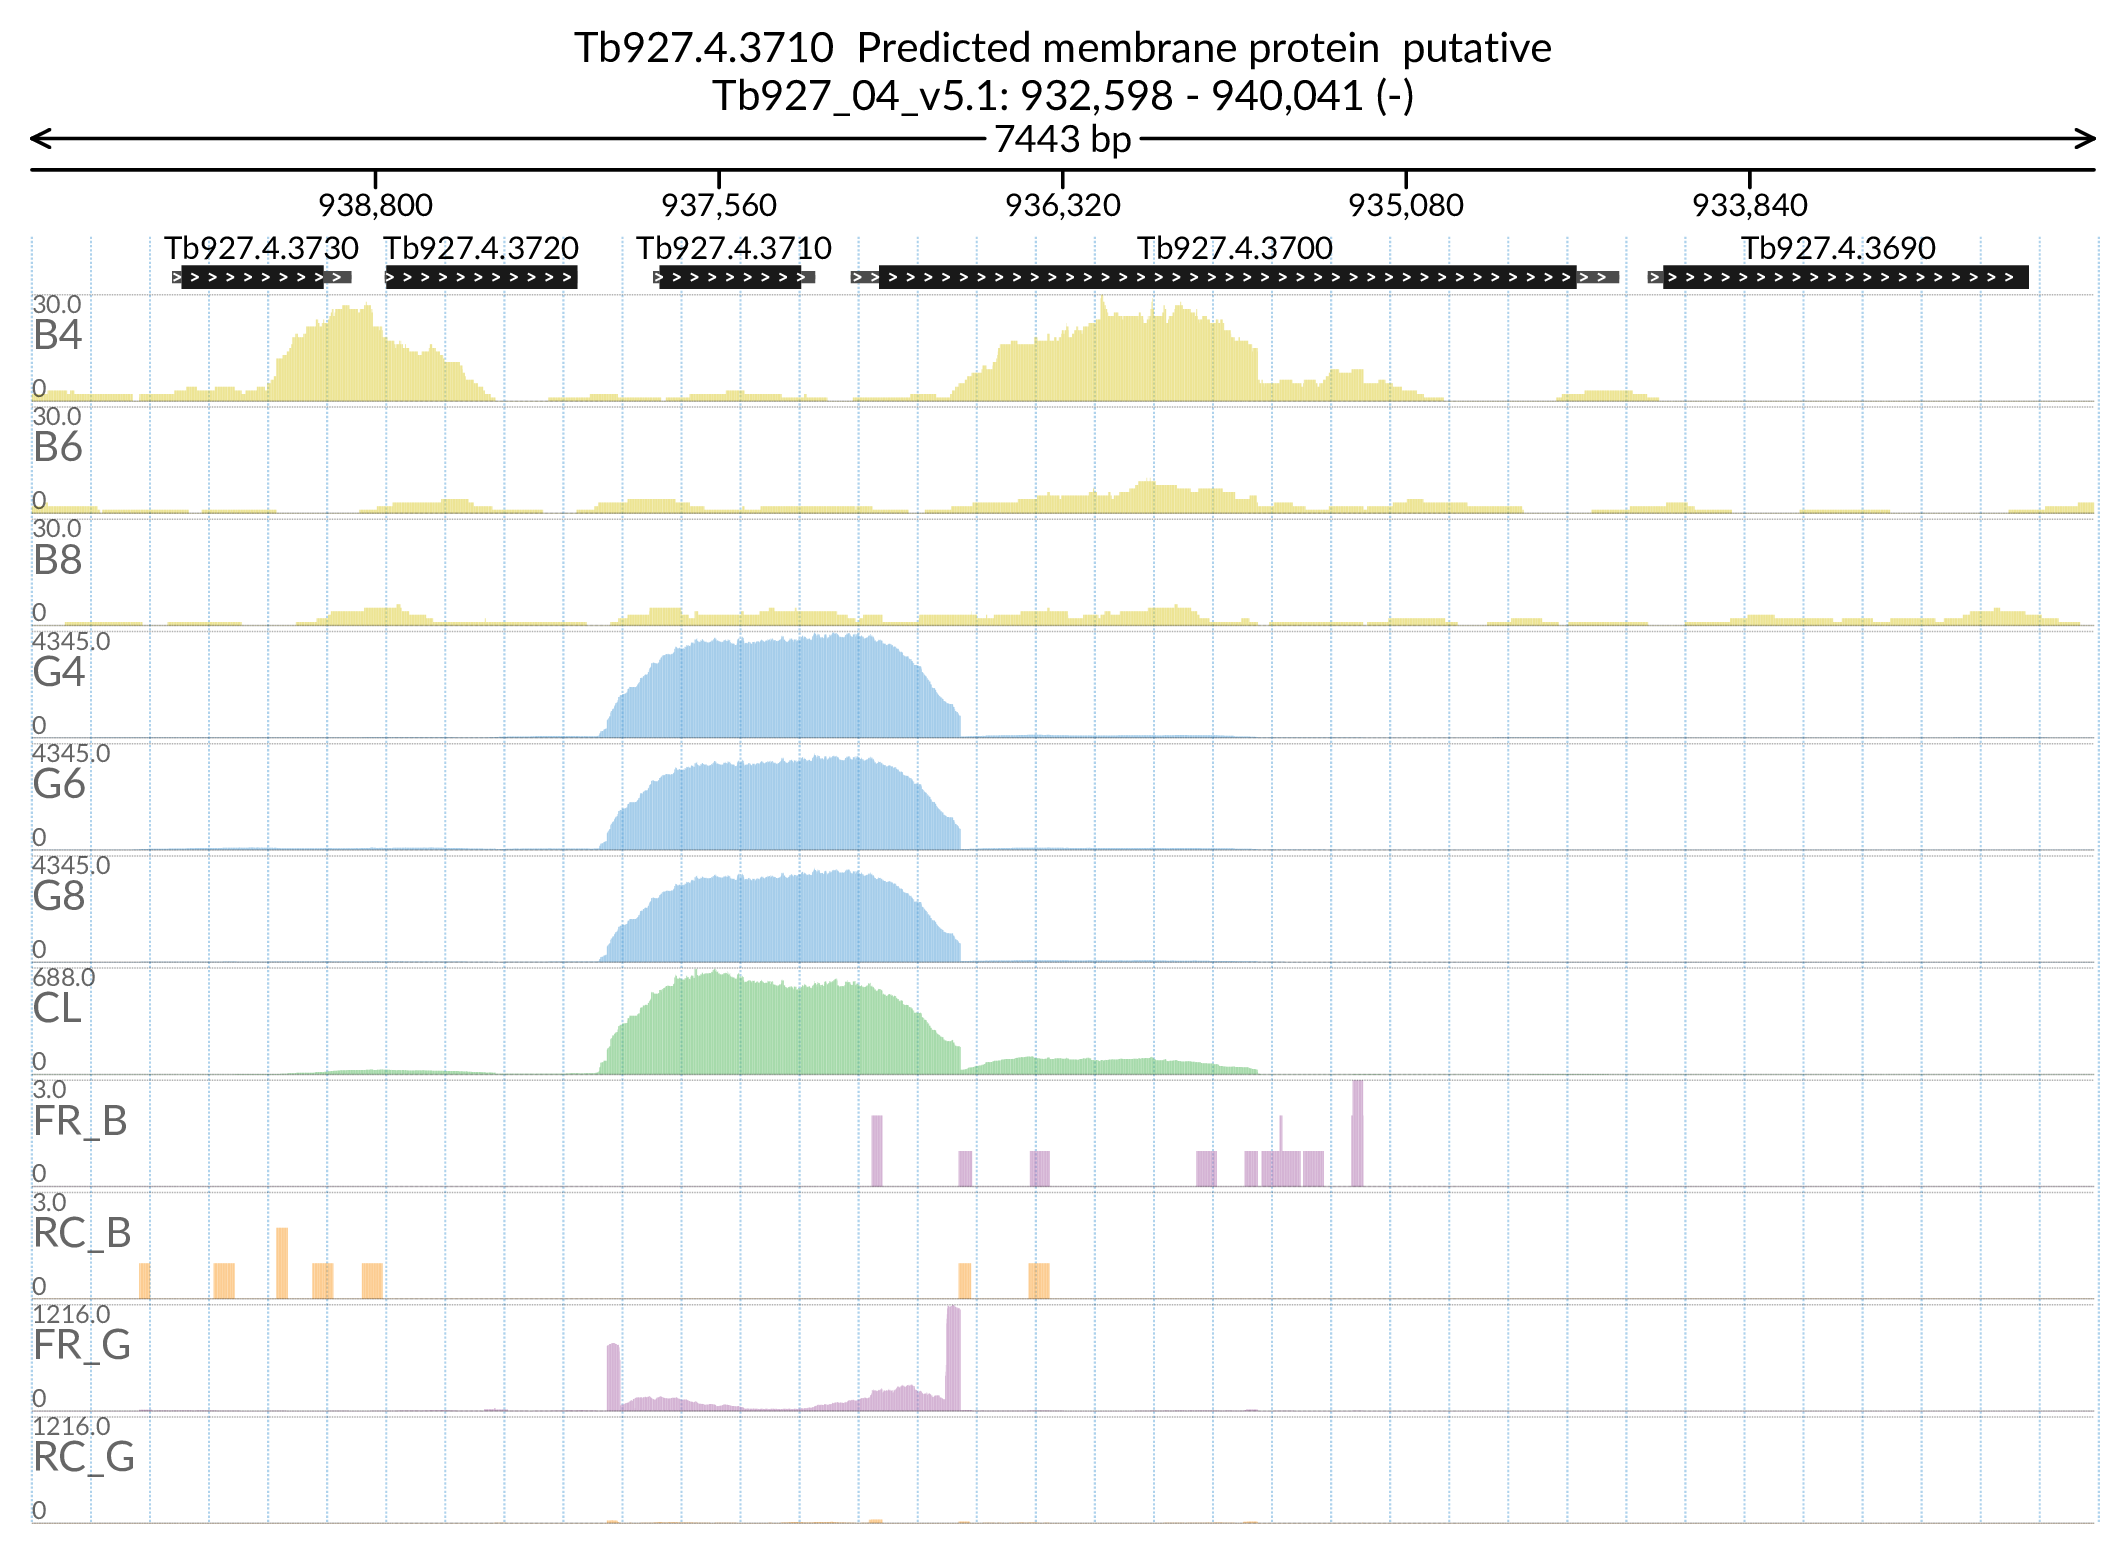 Tb927.4.3710  Predicted membrane protein  putative
Tb927_04_v5.1: 932,598 - 940,041 (-)
7443 bp
938,800 937,560 936,320 935,080 933,840
Tb927.4.3730 Tb927.4.3720 Tb927.4.3710 Tb927.4.3700 Tb927.4.3690
30.0
B4
0
30.0
B6
0
30.0
B8
0
4345.0
G4
0
4345.0
G6
0
4345.0
G8
0
688.0
CL
0
3.0
FR_B
0
3.0
RC_B
0
1216.0
FR_G
0
1216.0
RC_G
0